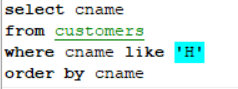 select cname
from customers
where cname like 'H'
order by cname